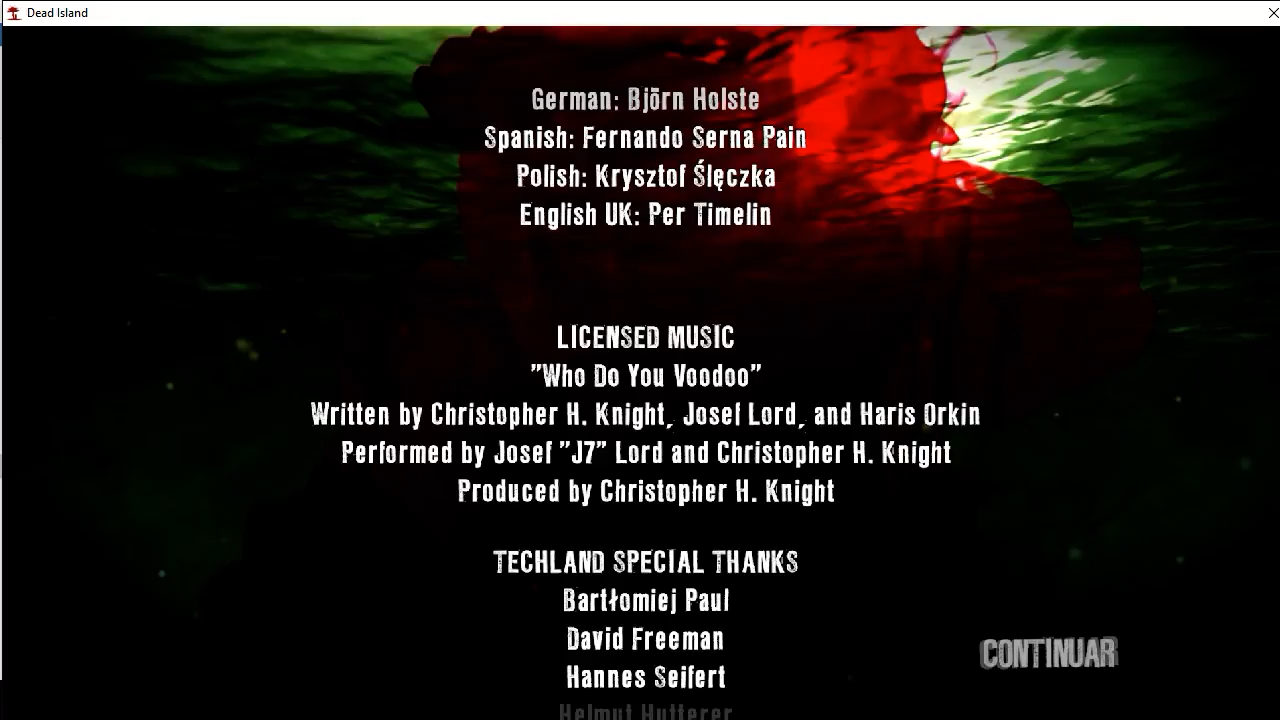 Dead Island
German: Björn Holste
Spanish: Fernando Serna Pain
Polish: Krysztof Ślęczka
English UK: Per Timelin
LICENSED MUSIC
"Who Do You Voodoo"
Written by Christopher H. Knight, Josef Lord, and Haris Orkin
Performed by Josef "J7" Lord and Christopher H. Knight
Produced by Christopher H. Knight
TECHLAND SPECIAL THANKS
Bartłomiej Paul
David Freeman
CONTINUAR
Hannes Seifert
Helmut Hutterer